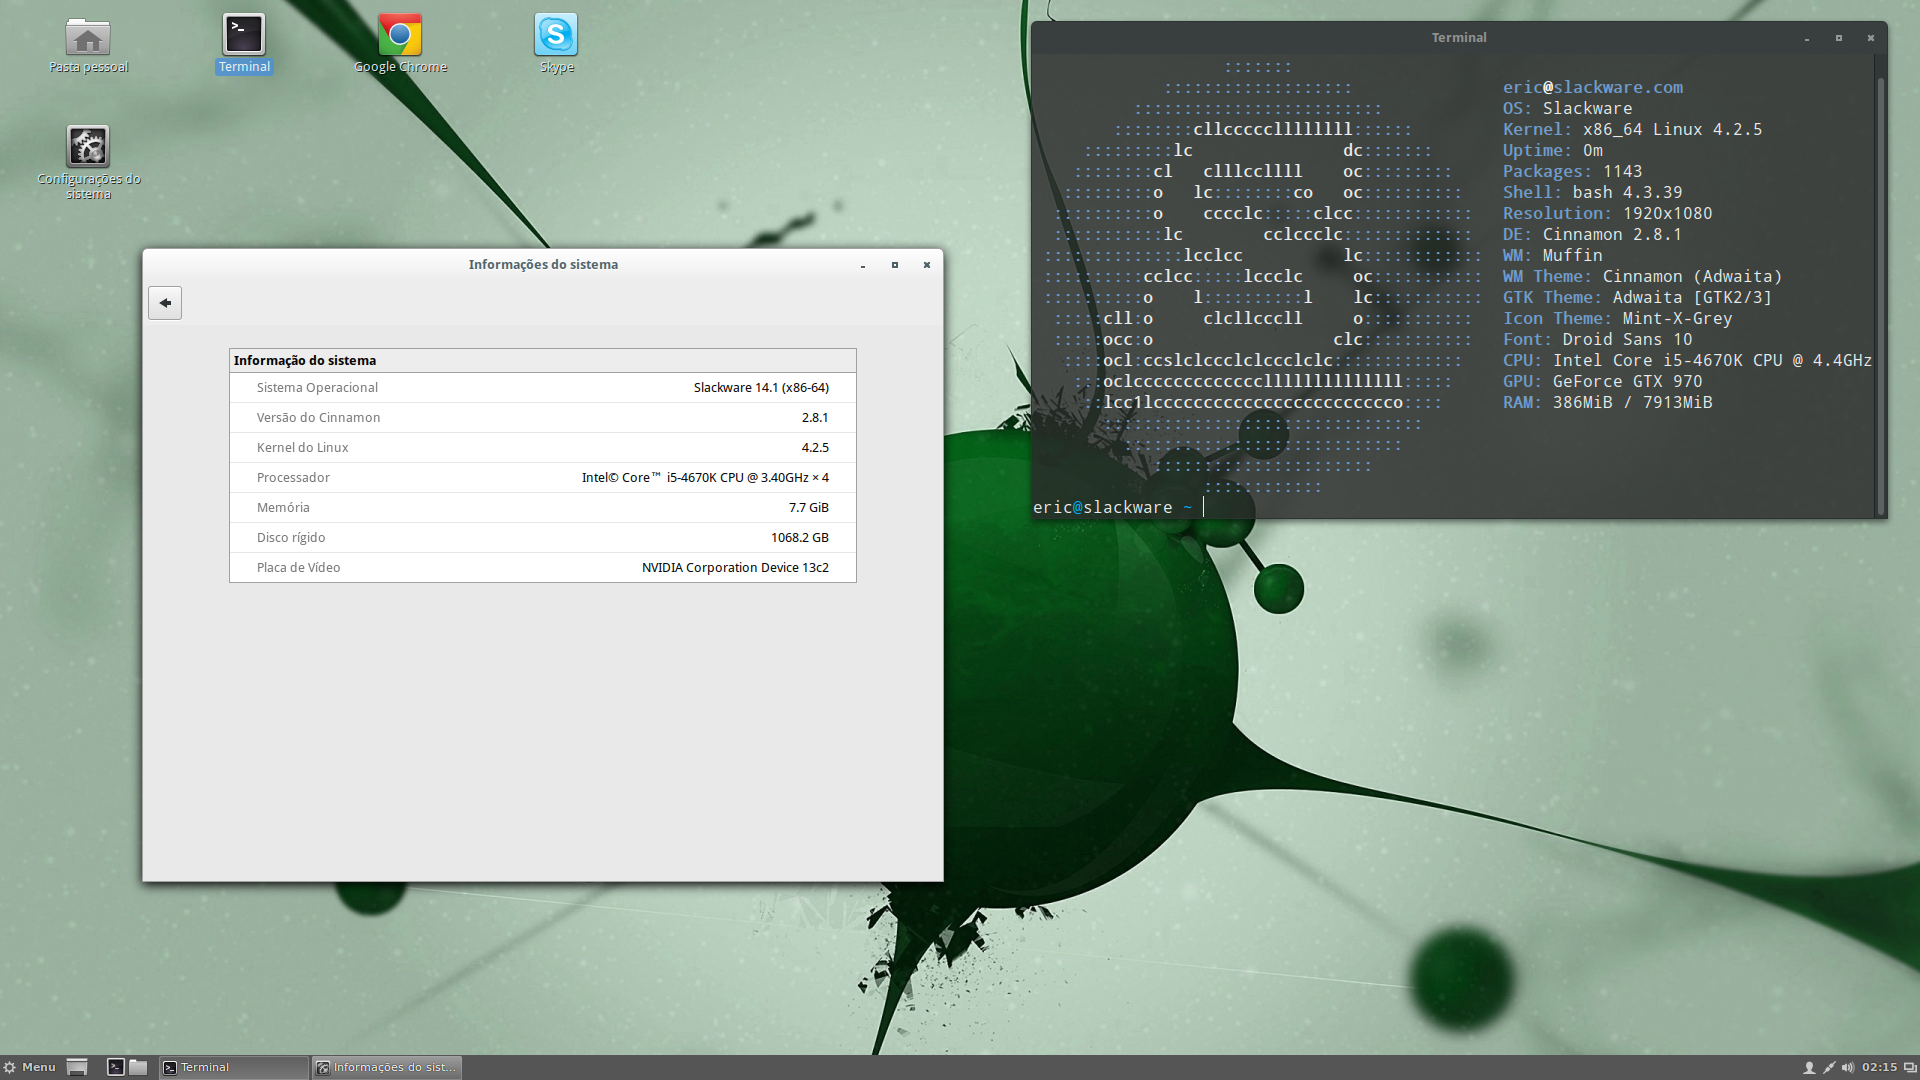 Pasta pessoal
Terminal
Google Chrome
Skype
Configurações do
sistema
Informações do sistema
Informação do sistema
Sistema Operacional Slackware 14.1 (x86-64)
Versão do Cinnamon 2.8.1
Kernel do Linux 4.2.5
Processador Intel© Core™ i5-4670K CPU @ 3.40GHz × 4
Memória 7.7 GiB
Disco rígido 1068.2 GB
Placa de Vídeo NVIDIA Corporation Device 13c2
Terminal
eric@slackware.com
OS: Slackware
Kernel: x86_64 Linux 4.2.5
Uptime: 0m
Packages: 1143
Shell: bash 4.3.39
Resolution: 1920x1080
DE: Cinnamon 2.8.1
WM: Muffin
WM Theme: Cinnamon (Adwaita)
GTK Theme: Adwaita [GTK2/3]
Icon Theme: Mint-X-Grey
Font: Droid Sans 10
CPU: Intel Core i5-4670K CPU @ 4.4GHz
GPU: GeForce GTX 970
RAM: 386MiB / 7913MiB
eric@slackware ~
Menu
Terminal
Informações do sist...
02:15